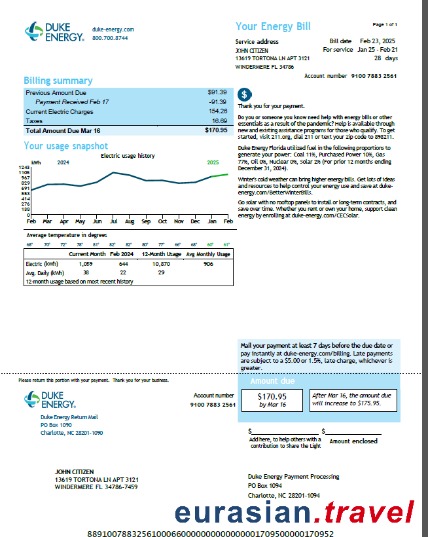 DUKE ENERGY.
duke-energy.com
800.700.8744
Your Energy Bill
Page 1 of 1
Service address
JOHN CITIZEN
13619 TORTONA LN APT 3121
WINDERMERE FL 34786
Bill date Feb 23, 2025
For service Jan 25 - Feb 21
28 days
Account number 9100 7883 2561
Billing summary
Previous Amount Due $91.39
Payment Received Feb 17 -91.39
Current Electric Charges 154.26
Taxes 16.69
Total Amount Due Mar 16 $170.95
$
Thank you for your payment.
Do you or someone you know need help with energy bills or other
essentials as a result of the pandemic? Help is available through
new and existing assistance programs for those who qualify. To get
started, visit 211.org, dial 211 or text your zip code to 898211.
Duke Energy Florida utilized fuel in the following proportions to
generate your power: Coal 11%, Purchased Power 10%, Gas
77%, Oil 0%, Nuclear 0%, Solar 2% (For prior 12 months ending
December 31, 2024).
Winter's cold weather can bring higher energy bills. Get lots of ideas
and resources to help control your energy use and save at duke-
energy.com/BetterWinterBills.
Go solar with no rooftop panels to install or long-term contracts, and
save over time. Whether you rent or own your home, support clean
energy by enrolling at duke-energy.com/CECSolar.
Your usage snapshot
Electric usage history
kWh 2024 2025
1243
1108
967
829
690
552
414
276
138
0
Feb Mar Apr May Jun Jul Aug Sep Oct Nov Dec Jan Feb
Average temperature in degrees
Current Month Feb 2024 12-Month Usage Avg Monthly Usage
Electric (kWh) 1,059 644 10,870 906
Avg. Daily (kWh) 38 22 29
12-month usage based on most recent history
Mail your payment at least 7 days before the due date or
pay instantly at duke-energy.com/billing. Late payments
are subject to a $5.00 or 1.5%, late charge, whichever is
greater.
Please return this portion with your payment. Thank you for your business.
DUKE ENERGY.
Duke Energy Return Mail
PO Box 1090
Charlotte, NC 28201-1090
Account number
9100 7883 2561
Amount due
$170.95
by Mar 16
After Mar 16, the amount due
will increase to $175.95.
$ $
Add here, to help others with a
contribution to Share the Light
Amount enclosed
JOHN CITIZEN
13619 TORTONA LN APT 3121
WINDERMERE FL 34786-7459
Duke Energy Payment Processing
PO Box 1094
Charlotte, NC 28201-1094
eurasian.travel